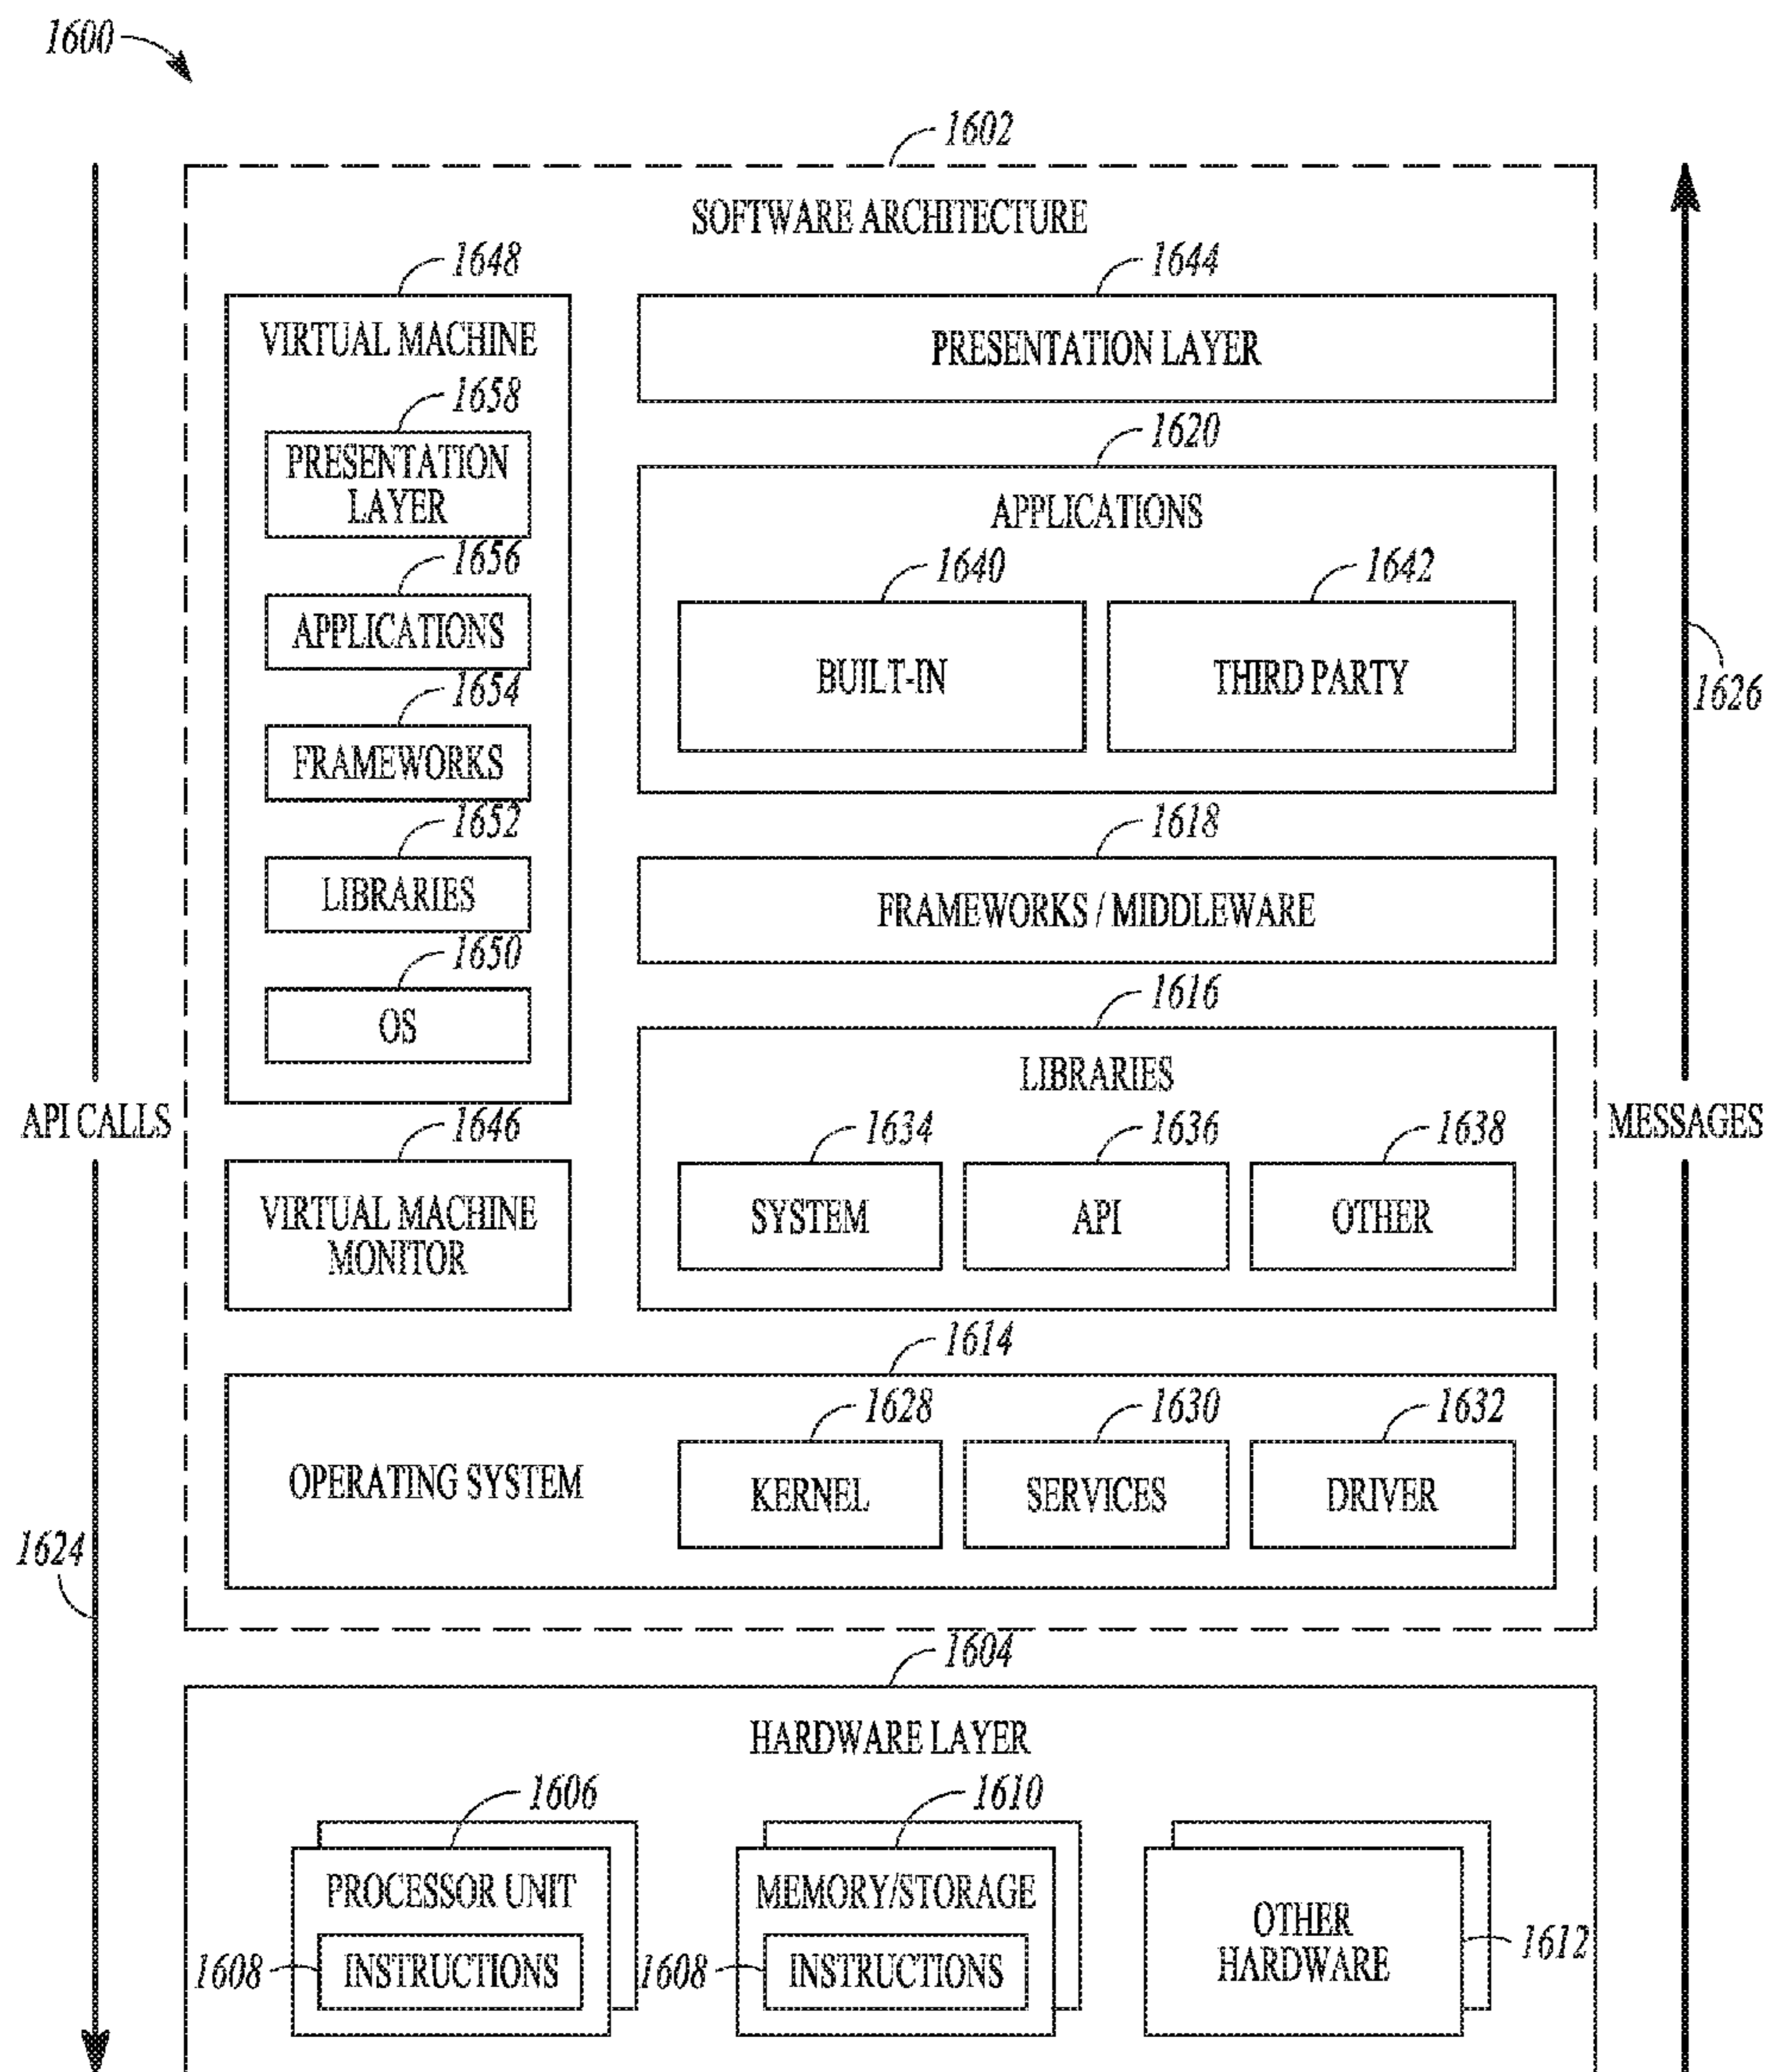 1600
1602
SOFTWARE ARCHITECTURE
1648
VIRTUAL MACHINE
1658
PRESENTATION
LAYER
1656
APPLICATIONS
1654
FRAMEWORKS
1652
LIBRARIES
1650
OS
1646
VIRTUAL MACHINE
MONITOR
1644
PRESENTATION LAYER
1620
APPLICATIONS
1640
BUILT-IN
1642
THIRD PARTY
1618
FRAMEWORKS / MIDDLEWARE
1616
LIBRARIES
1634
SYSTEM
1636
API
1638
OTHER
1614
OPERATING SYSTEM
1628
KERNEL
1630
SERVICES
1632
DRIVER
API CALLS
1624
MESSAGES
1626
1604
HARDWARE LAYER
1606
PROCESSOR UNIT
1608
INSTRUCTIONS
1610
MEMORY/STORAGE
1608
INSTRUCTIONS
OTHER
HARDWARE
1612